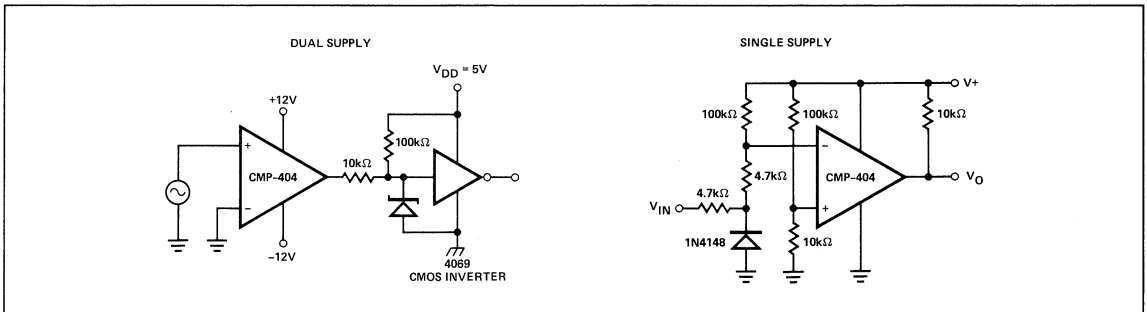 DUAL SUPPLY
V_DD = 5V
+12V
100kΩ
10kΩ
+
CMP-404
−
−12V
4069
CMOS INVERTER
SINGLE SUPPLY
V+
100kΩ
100kΩ
10kΩ
−
4.7kΩ
CMP-404
V_O
4.7kΩ
V_IN
+
1N4148
10kΩ